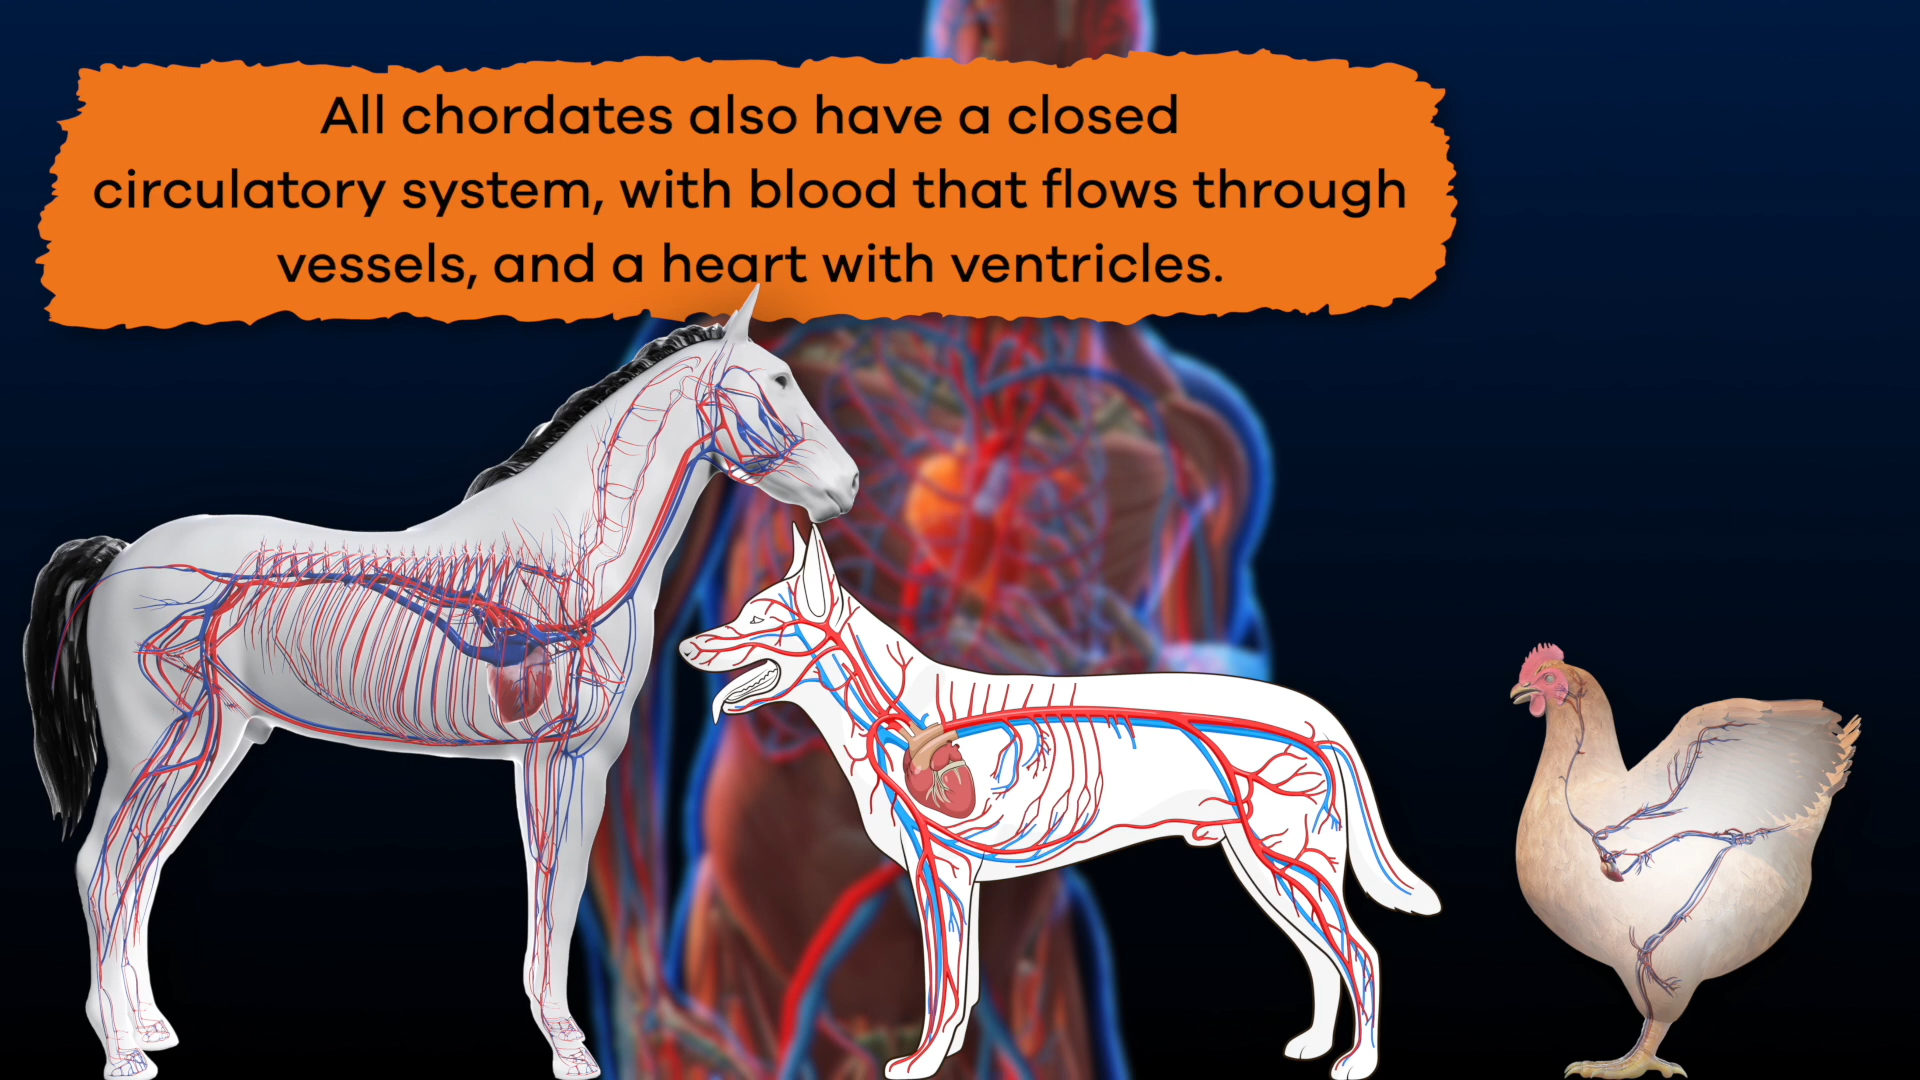 All chordates also have a closed
circulatory system, with blood that flows through
vessels, and a heart with ventricles.